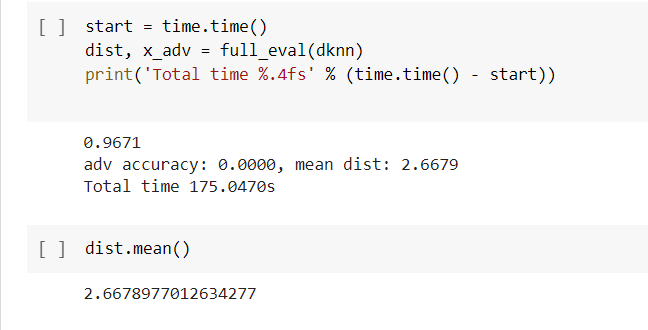 [ ] start = time.time()
dist, x_adv = full_eval(dknn)
print('Total time %.4fs' % (time.time() - start))
0.9671
adv accuracy: 0.0000, mean dist: 2.6679
Total time 175.0470s
[ ] dist.mean()
2.6678977012634277